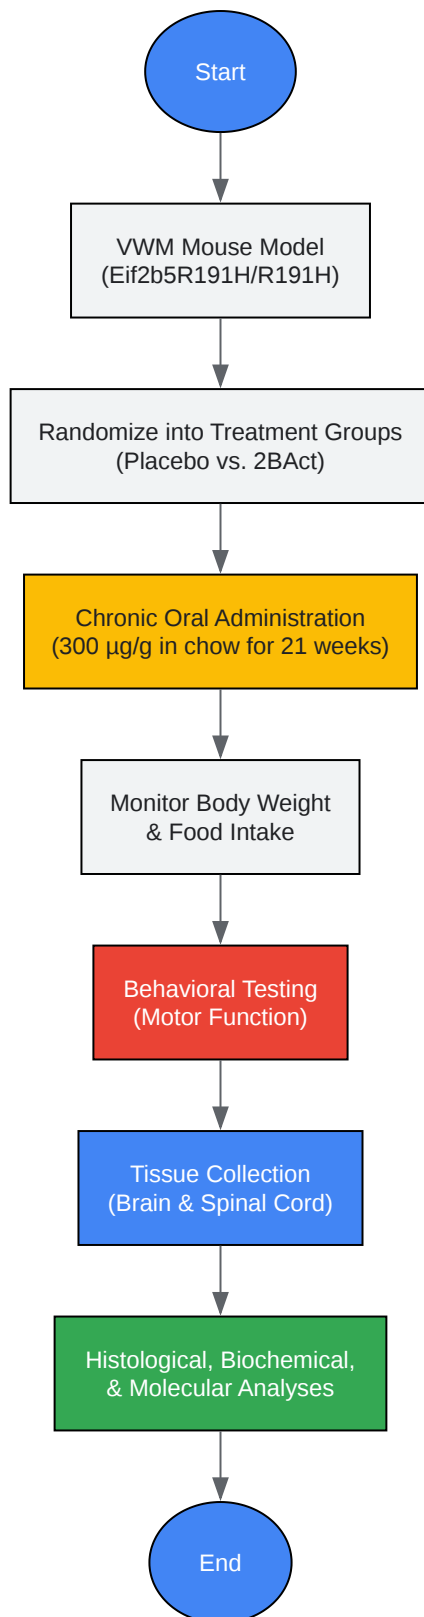 Start
VWM Mouse Model
(Eif2b5R191H/R191H)
Randomize into Treatment Groups
(Placebo vs. 2BAct)
Chronic Oral Administration
(300 µg/g in chow for 21 weeks)
Monitor Body Weight
& Food Intake
Behavioral Testing
(Motor Function)
Tissue Collection
(Brain & Spinal Cord)
Histological, Biochemical,
& Molecular Analyses
End